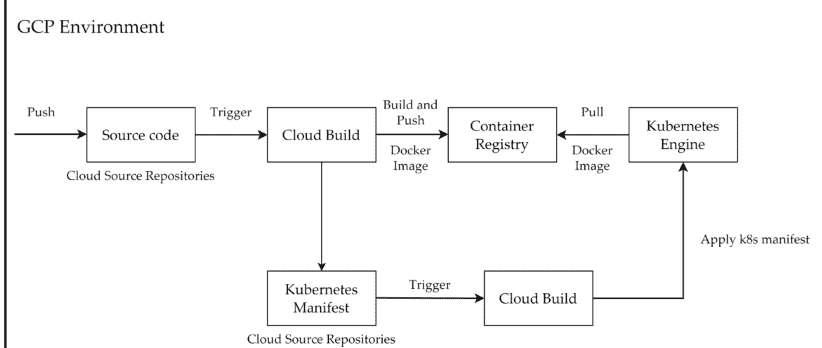 GCP Environment
Push
Source code
Cloud Source Repositories
Trigger
Cloud Build
Build and
Push
Docker
Image
Container
Registry
Pull
Docker
Image
Kubernetes
Engine
Apply k8s manifest
Kubernetes
Manifest
Cloud Source Repositories
Trigger
Cloud Build